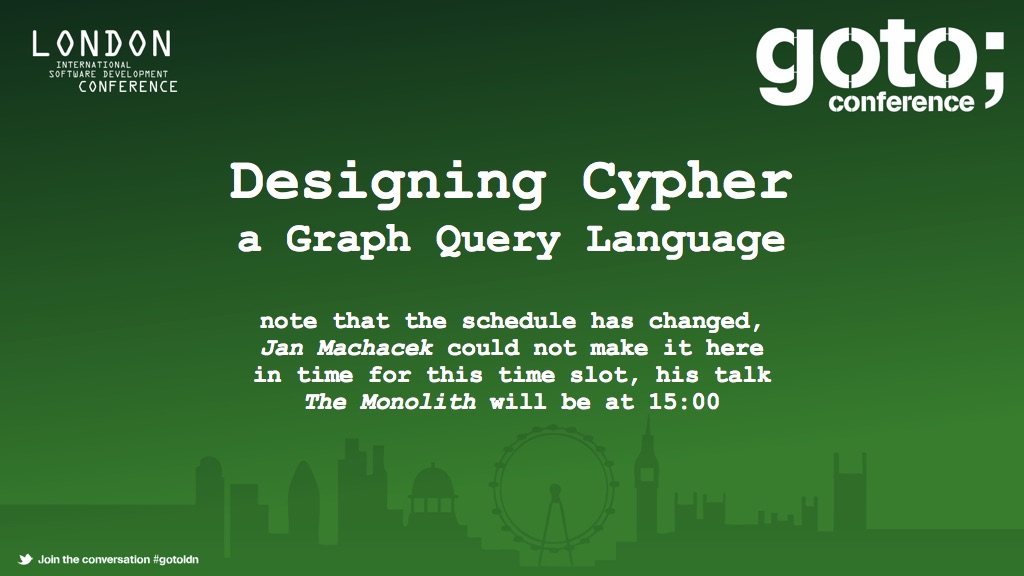 LONDON
INTERNATIONAL
SOFTWARE DEVELOPMENT
CONFERENCE
goto;
conference
Designing Cypher
a Graph Query Language
note that the schedule has changed,
Jan Machacek could not make it here
in time for this time slot, his talk
The Monolith will be at 15:00
Join the conversation #gotoldn